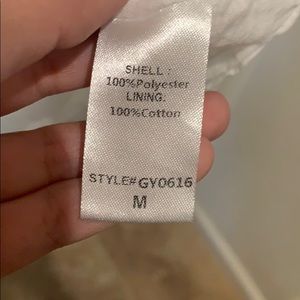 SHELL :
100%Polyester
LINING:
100%Cotton
STYLE#GY0616
M